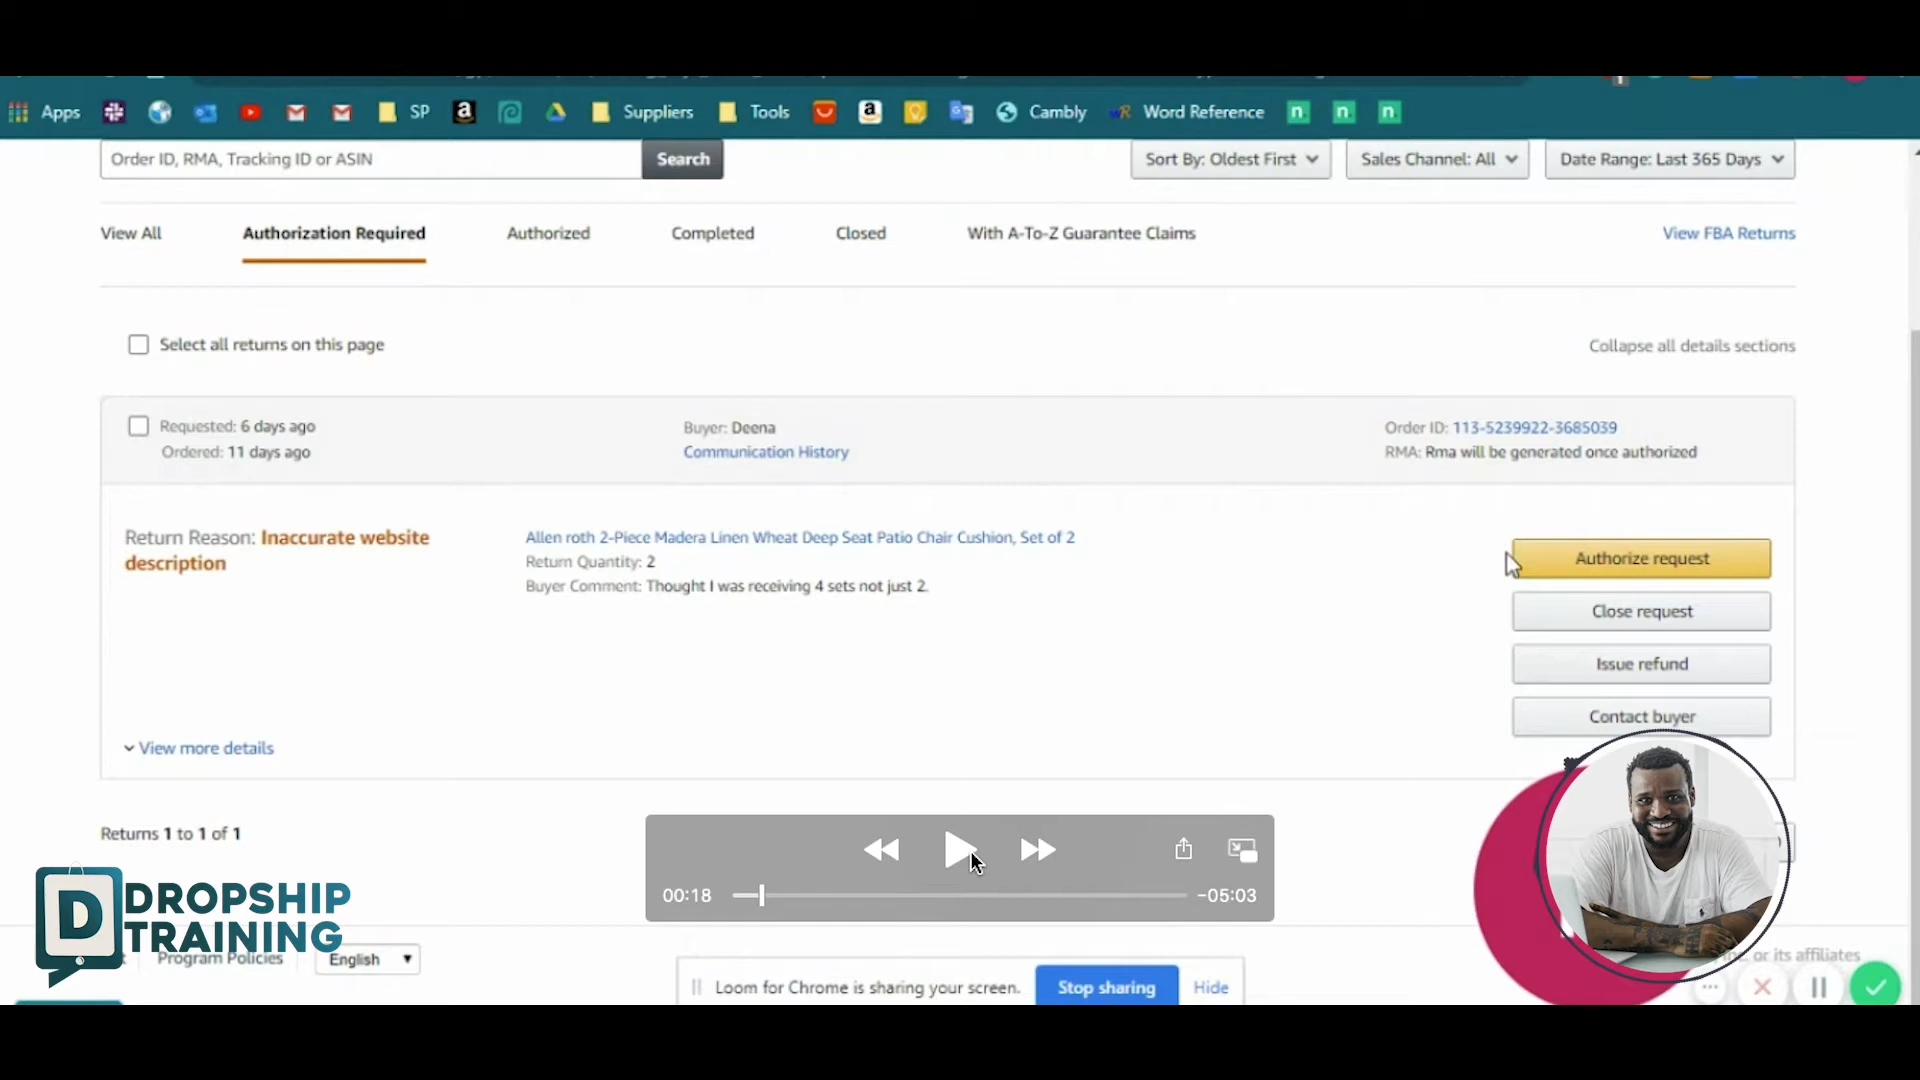 Apps SP Suppliers Tools Cambly Word Reference
Order ID, RMA, Tracking ID or ASIN Search Sort By: Oldest First Sales Channel: All Date Range: Last 365 Days
View All Authorization Required Authorized Completed Closed With A-To-Z Guarantee Claims View FBA Returns
Select all returns on this page Collapse all details sections
Requested: 6 days ago Buyer: Deena Order ID: 113-5239922-3685039
Ordered: 11 days ago Communication History RMA: Rma will be generated once authorized
Return Reason: Inaccurate website
description
Allen roth 2-Piece Madera Linen Wheat Deep Seat Patio Chair Cushion, Set of 2
Return Quantity: 2
Buyer Comment: Thought I was receiving 4 sets not just 2.
Authorize request
Close request
Issue refund
Contact buyer
View more details
Returns 1 to 1 of 1
00:18 -05:03
DROPSHIP
TRAINING
Program Policies English
or its affiliates
Loom for Chrome is sharing your screen. Stop sharing Hide